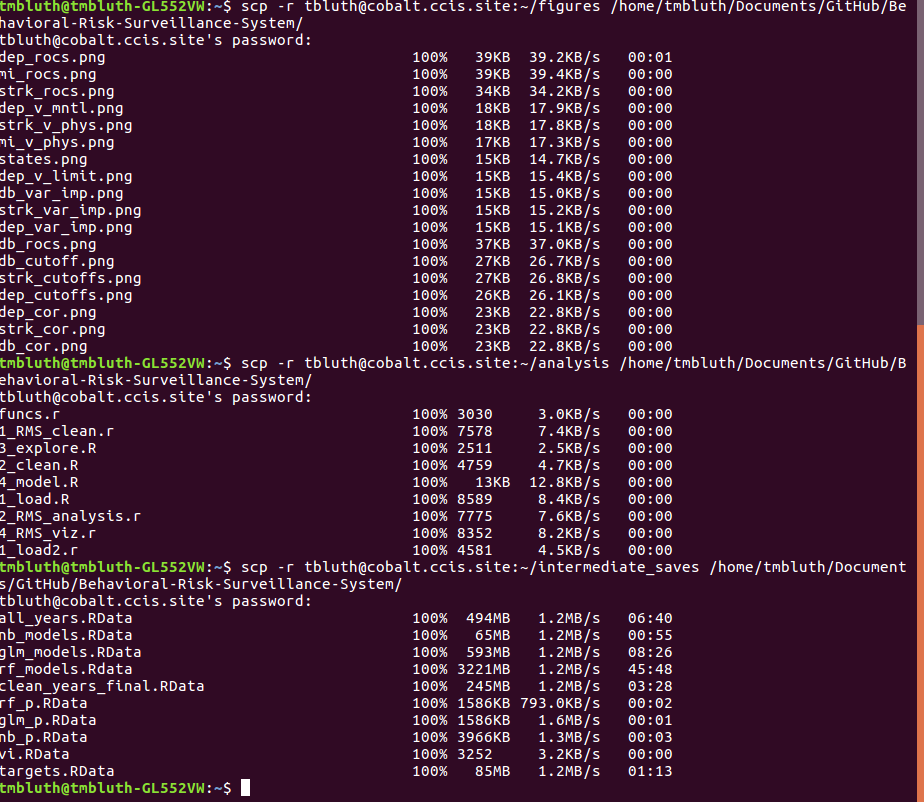 tmbluth@tmbluth-GL552VW:~$ scp -r tbluth@cobalt.ccis.site:~/figures /home/tmbluth/Documents/GitHub/Be
havioral-Risk-Surveillance-System/
tbluth@cobalt.ccis.site's password:
dep_rocs.png 100% 39KB 39.2KB/s 00:01
mi_rocs.png 100% 39KB 39.4KB/s 00:00
strk_rocs.png 100% 34KB 34.2KB/s 00:00
dep_v_mntl.png 100% 18KB 17.9KB/s 00:00
strk_v_phys.png 100% 18KB 17.8KB/s 00:00
mi_v_phys.png 100% 17KB 17.3KB/s 00:00
states.png 100% 15KB 14.7KB/s 00:00
dep_v_limit.png 100% 15KB 15.4KB/s 00:00
db_var_imp.png 100% 15KB 15.0KB/s 00:00
strk_var_imp.png 100% 15KB 15.2KB/s 00:00
dep_var_imp.png 100% 15KB 15.1KB/s 00:00
db_rocs.png 100% 37KB 37.0KB/s 00:00
db_cutoff.png 100% 27KB 26.7KB/s 00:00
strk_cutoffs.png 100% 27KB 26.8KB/s 00:00
dep_cutoffs.png 100% 26KB 26.1KB/s 00:00
dep_cor.png 100% 23KB 22.8KB/s 00:00
strk_cor.png 100% 23KB 22.8KB/s 00:00
db_cor.png 100% 23KB 22.8KB/s 00:00
tmbluth@tmbluth-GL552VW:~$ scp -r tbluth@cobalt.ccis.site:~/analysis /home/tmbluth/Documents/GitHub/B
ehavioral-Risk-Surveillance-System/
tbluth@cobalt.ccis.site's password:
funcs.r 100% 3030 3.0KB/s 00:00
1_RMS_clean.r 100% 7578 7.4KB/s 00:00
3_explore.R 100% 2511 2.5KB/s 00:00
2_clean.R 100% 4759 4.7KB/s 00:00
4_model.R 100% 13KB 12.8KB/s 00:00
1_load.R 100% 8589 8.4KB/s 00:00
2_RMS_analysis.r 100% 7775 7.6KB/s 00:00
4_RMS_viz.r 100% 8352 8.2KB/s 00:00
1_load2.r 100% 4581 4.5KB/s 00:00
tmbluth@tmbluth-GL552VW:~$ scp -r tbluth@cobalt.ccis.site:~/intermediate_saves /home/tmbluth/Document
s/GitHub/Behavioral-Risk-Surveillance-System/
tbluth@cobalt.ccis.site's password:
all_years.RData 100% 494MB 1.2MB/s 06:40
nb_models.RData 100% 65MB 1.2MB/s 00:55
glm_models.RData 100% 593MB 1.2MB/s 08:26
rf_models.Rdata 100% 3221MB 1.2MB/s 45:48
clean_years_final.RData 100% 245MB 1.2MB/s 03:28
rf_p.RData 100% 1586KB 793.0KB/s 00:02
glm_p.RData 100% 1586KB 1.6MB/s 00:01
nb_p.RData 100% 3966KB 1.3MB/s 00:03
vi.RData 100% 3252 3.2KB/s 00:00
targets.RData 100% 85MB 1.2MB/s 01:13
tmbluth@tmbluth-GL552VW:~$